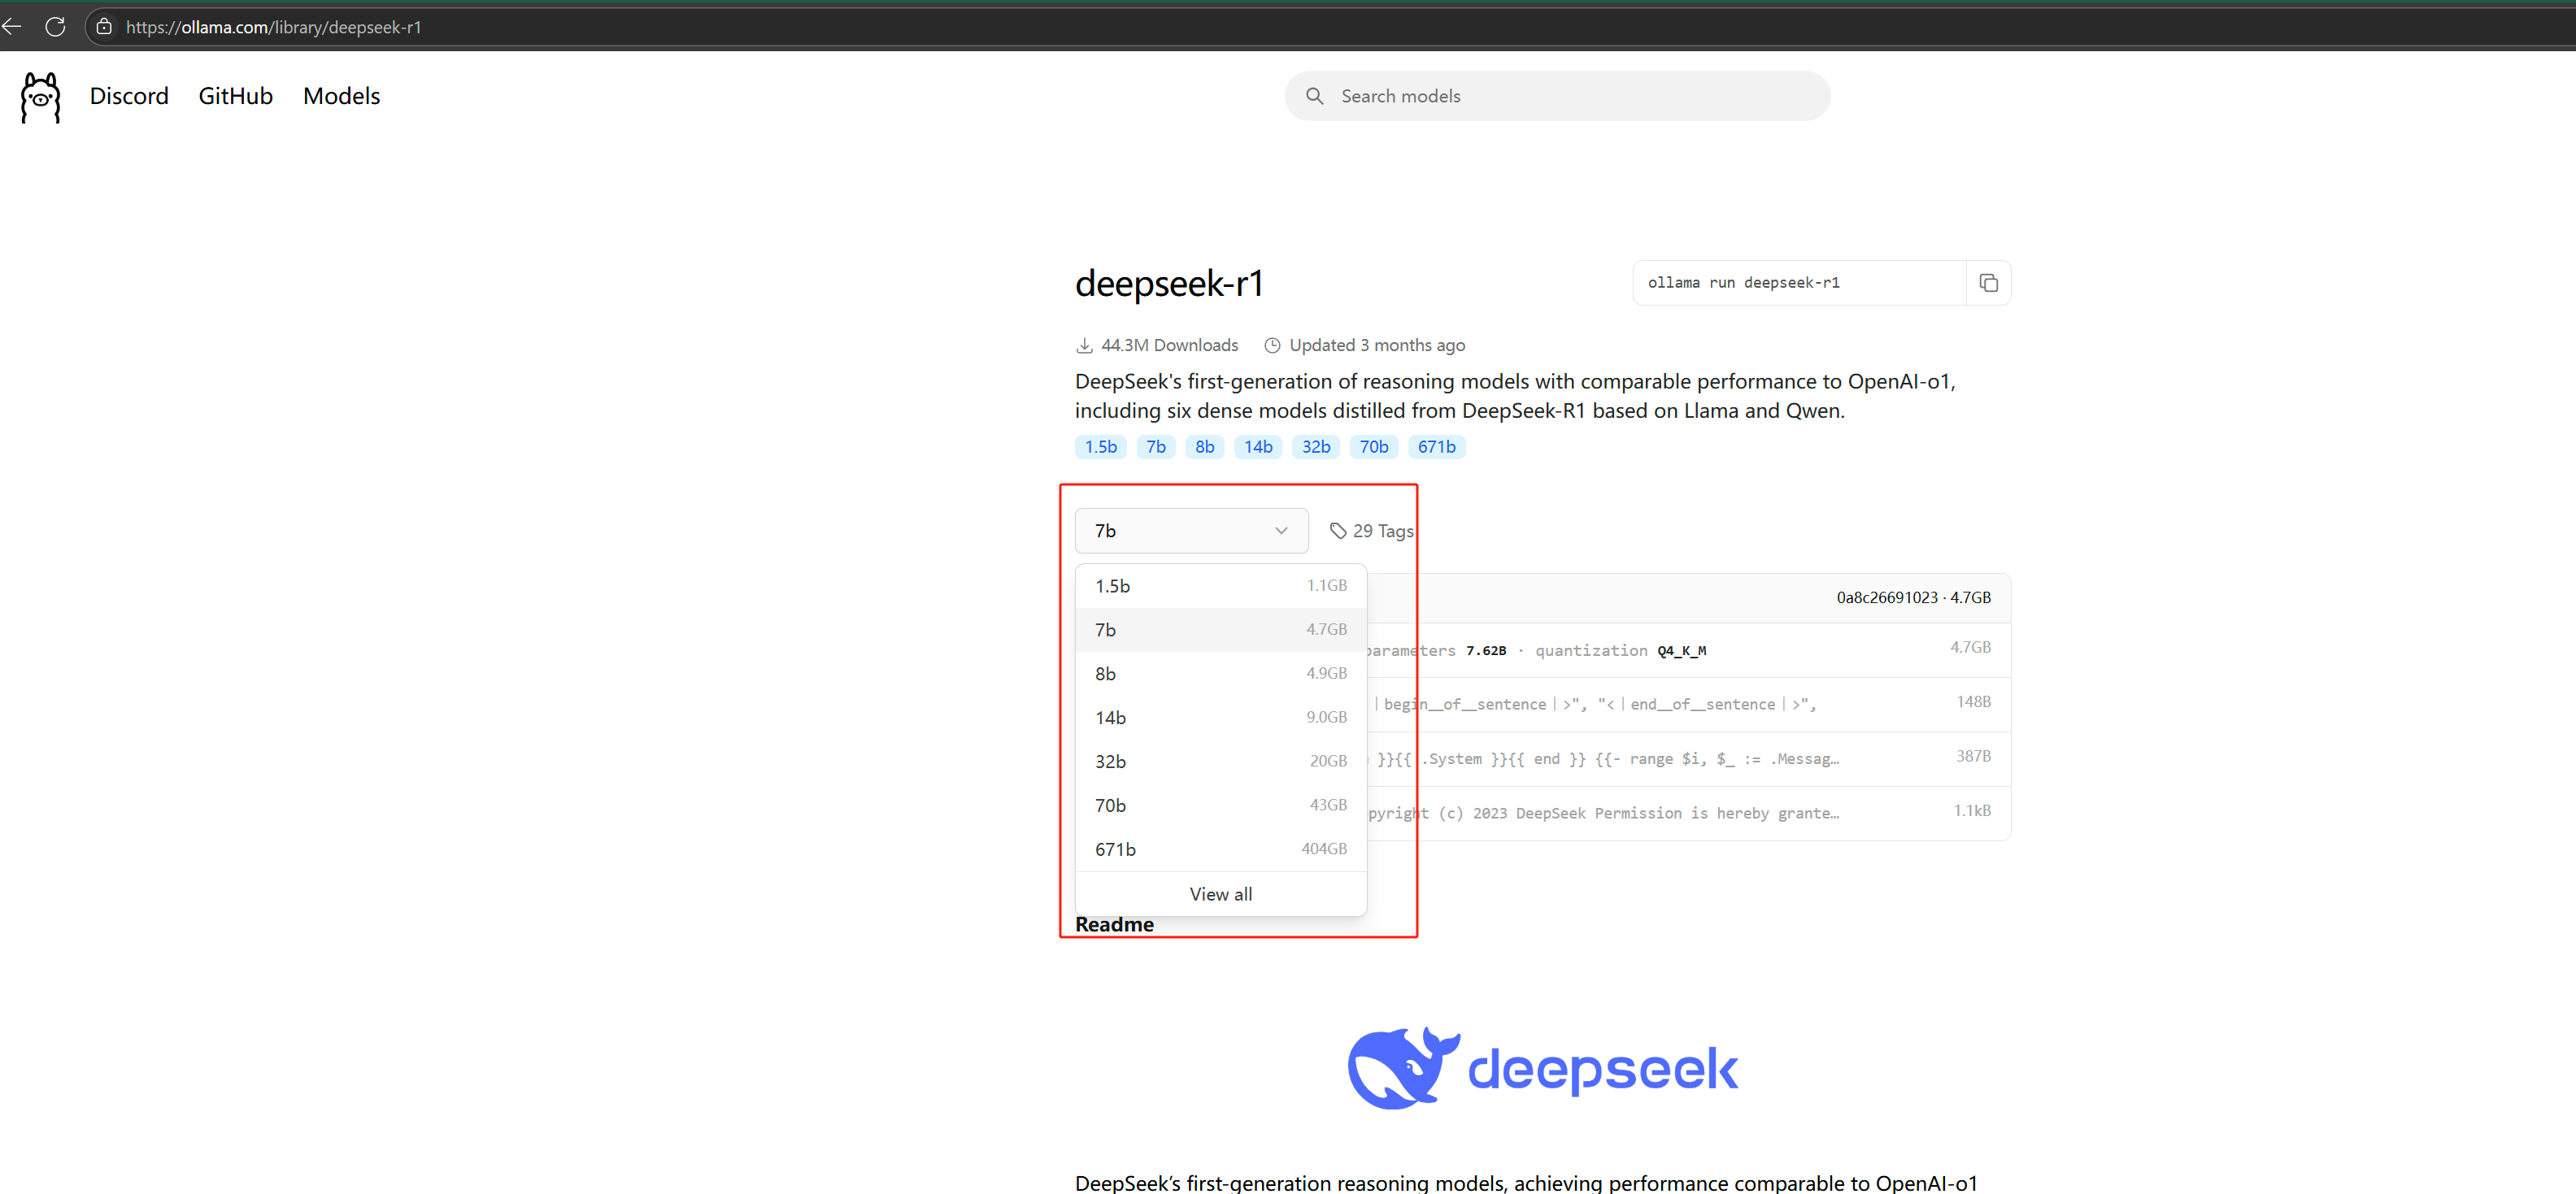 https://ollama.com/library/deepseek-r1
Discord GitHub Models
Search models
deepseek-r1
ollama run deepseek-r1
44.3M Downloads Updated 3 months ago
DeepSeek's first-generation of reasoning models with comparable performance to OpenAI-o1,
including six dense models distilled from DeepSeek-R1 based on Llama and Qwen.
1.5b 7b 8b 14b 32b 70b 671b
7b
29 Tags
1.5b 1.1GB
7b 4.7GB
8b 4.9GB
14b 9.0GB
32b 20GB
70b 43GB
671b 404GB
View all
0a8c26691023 · 4.7GB
parameters 7.62B · quantization Q4_K_M 4.7GB
|begin__of__sentence|>", "<|end__of__sentence|>", 148B
}}{{ .System }}{{ end }} {{- range $i, $_ := .Messag… 387B
pyright (c) 2023 DeepSeek Permission is hereby grante… 1.1kB
Readme
deepseek
DeepSeek’s first-generation reasoning models, achieving performance comparable to OpenAI-o1